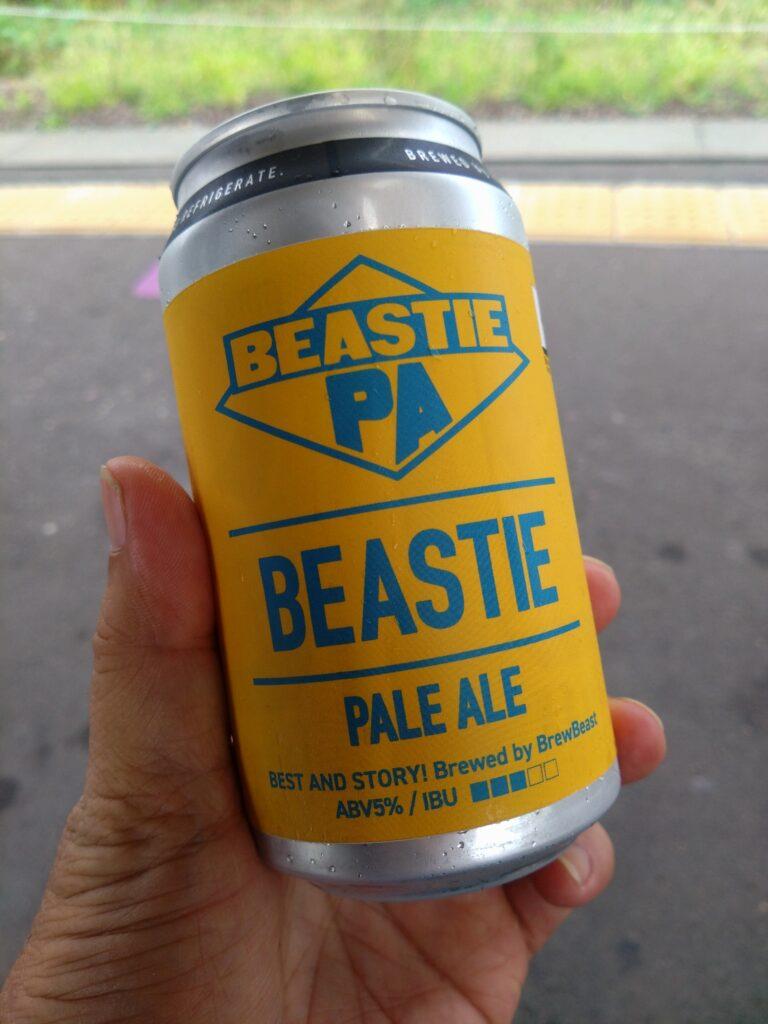 REFRIGERATE.
BREWED
BEASTIE
PA
BEASTIE
PALE ALE
BEST AND STORY! Brewed by BrewBeast
ABV5% / IBU